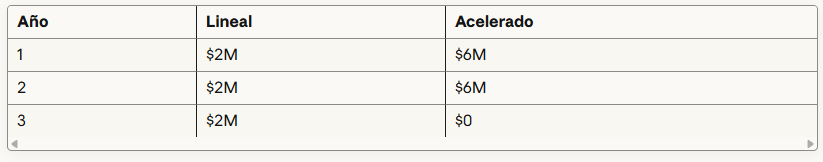 Año Lineal Acelerado
1 $2M $6M
2 $2M $6M
3 $2M $0